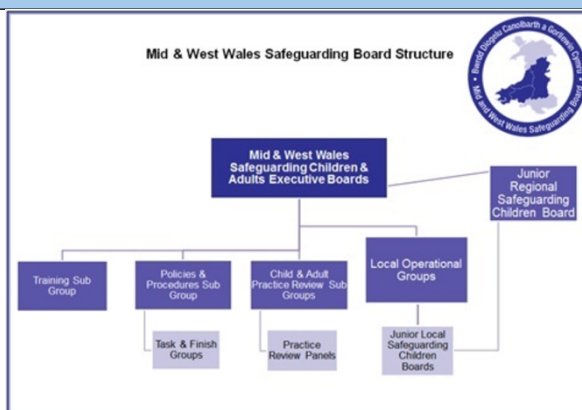 Mid & West Wales Safeguarding Board Structure
Bwrdd Diogelu Canolbarth a Gorllewin Cymru
Mid and West Wales Safeguarding Board
Mid & West Wales
Safeguarding Children &
Adults Executive Boards
Junior
Regional
Safeguarding
Children Board
Training Sub
Group
Policies &
Procedures Sub
Group
Child & Adult
Practice Review Sub
Groups
Local Operational
Groups
Task & Finish
Groups
Practice
Review Panels
Junior Local
Safeguarding
Children
Boards